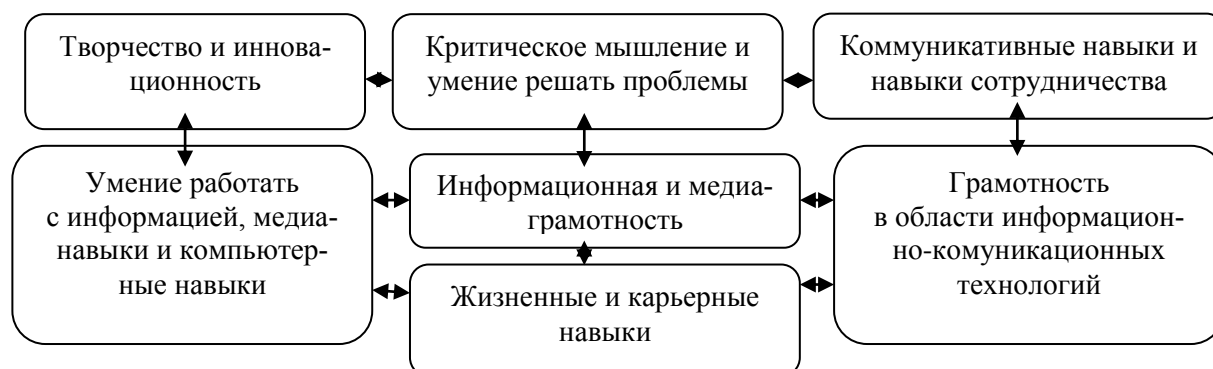 Творчество и иннова-
ционность
Критическое мышление и
умение решать проблемы
Коммуникативные навыки и
навыки сотрудничества
Умение работать
с информацией, медиа-
навыки и компьютер-
ные навыки
Информационная и медиа-
грамотность
Грамотность
в области информацион-
но-комуникационных
технологий
Жизненные и карьерные
навыки